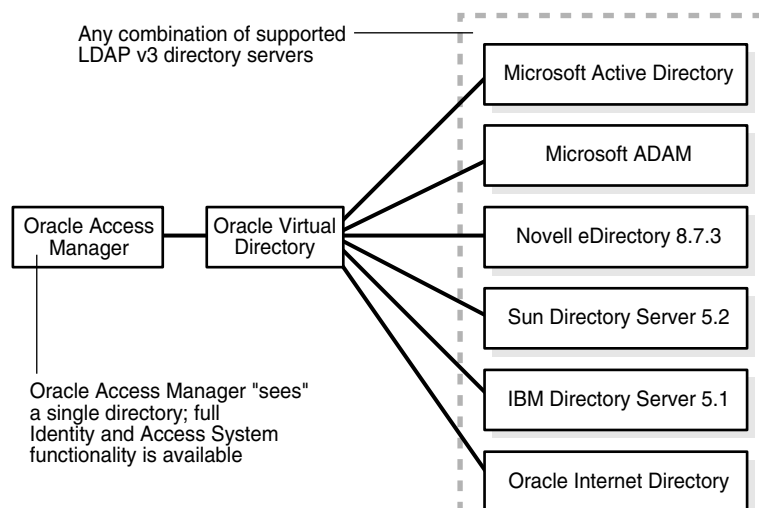 Any combination of supported
LDAP v3 directory servers
Microsoft Active Directory
Microsoft ADAM
Oracle Access
Manager
Oracle Virtual
Directory
Novell eDirectory 8.7.3
Sun Directory Server 5.2
IBM Directory Server 5.1
Oracle Internet Directory
Oracle Access Manager "sees"
a single directory; full
Identity and Access System
functionality is available